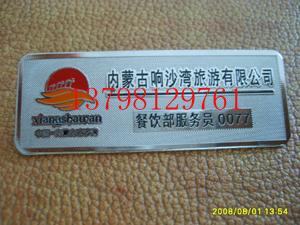 内蒙古响沙湾旅游有限公司
13798129761
xiangshawan
餐饮部服务员 0077
2008/08/01 13:54